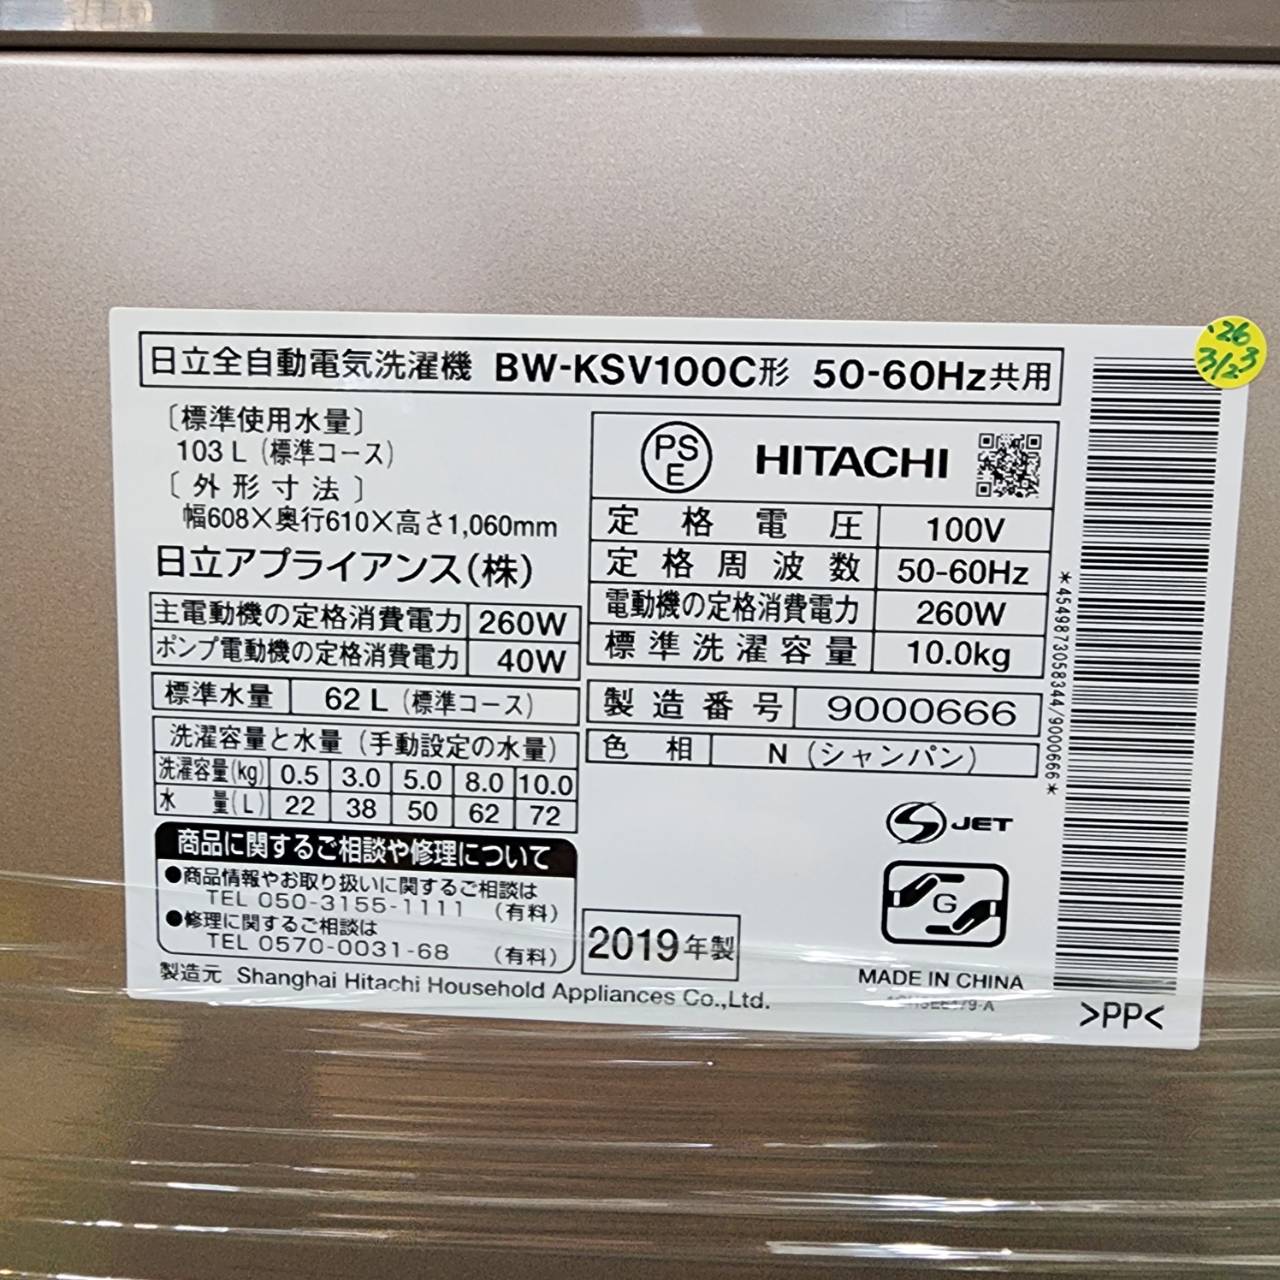 日立全自動電気洗濯機 BW-KSV100C形 50-60Hz共用
'26
3/23
〔標準使用水量〕
103 L (標準コース)
〔外形寸法〕
幅608×奥行610×高さ1,060mm
日立アプライアンス(株)
主電動機の定格消費電力 260W
ポンプ電動機の定格消費電力 40W
標準水量 62 L (標準コース)
洗濯容量と水量 (手動設定の水量)
洗濯容量(kg) 0.5 3.0 5.0 8.0 10.0
水量(L) 22 38 50 62 72
商品に関するご相談や修理について
●商品情報やお取り扱いに関するご相談は
TEL 050-3155-1111 (有料)
●修理に関するご相談は
TEL 0570-0031-68 (有料)
製造元 Shanghai Hitachi Household Appliances Co.,Ltd.
PS
E
HITACHI
定格電圧 100V
定格周波数 50-60Hz
電動機の定格消費電力 260W
標準洗濯容量 10.0kg
製造番号 9000666
色相 N (シャンパン)
S JET
G
2019年製
MADE IN CHINA
*4549873058344/9000666*
>PP<